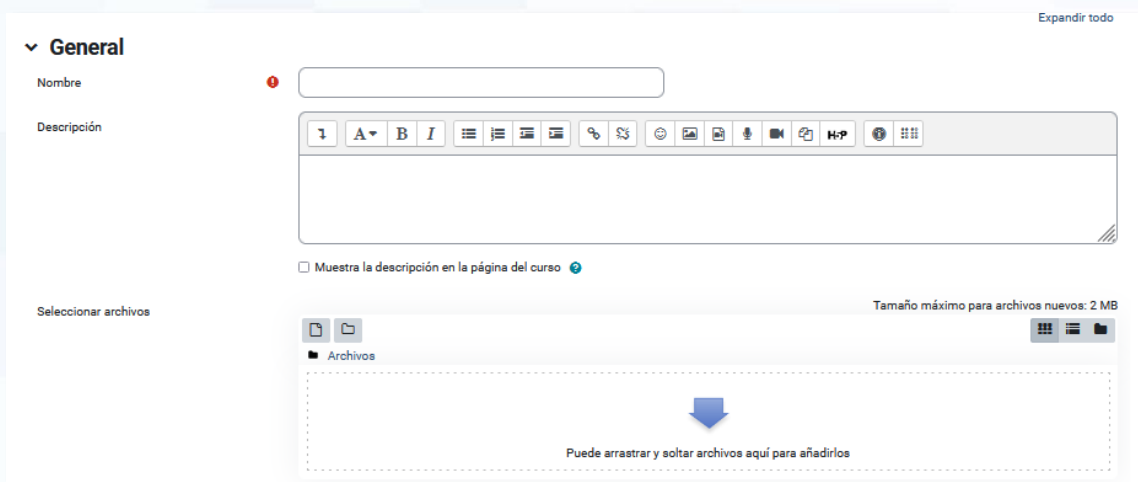 Expandir todo
General
Nombre
Descripción
A B I H-P
Muestra la descripción en la página del curso
Seleccionar archivos
Tamaño máximo para archivos nuevos: 2 MB
Archivos
Puede arrastrar y soltar archivos aquí para añadirlos